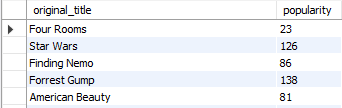 original_title popularity
Four Rooms 23
Star Wars 126
Finding Nemo 86
Forrest Gump 138
American Beauty 81